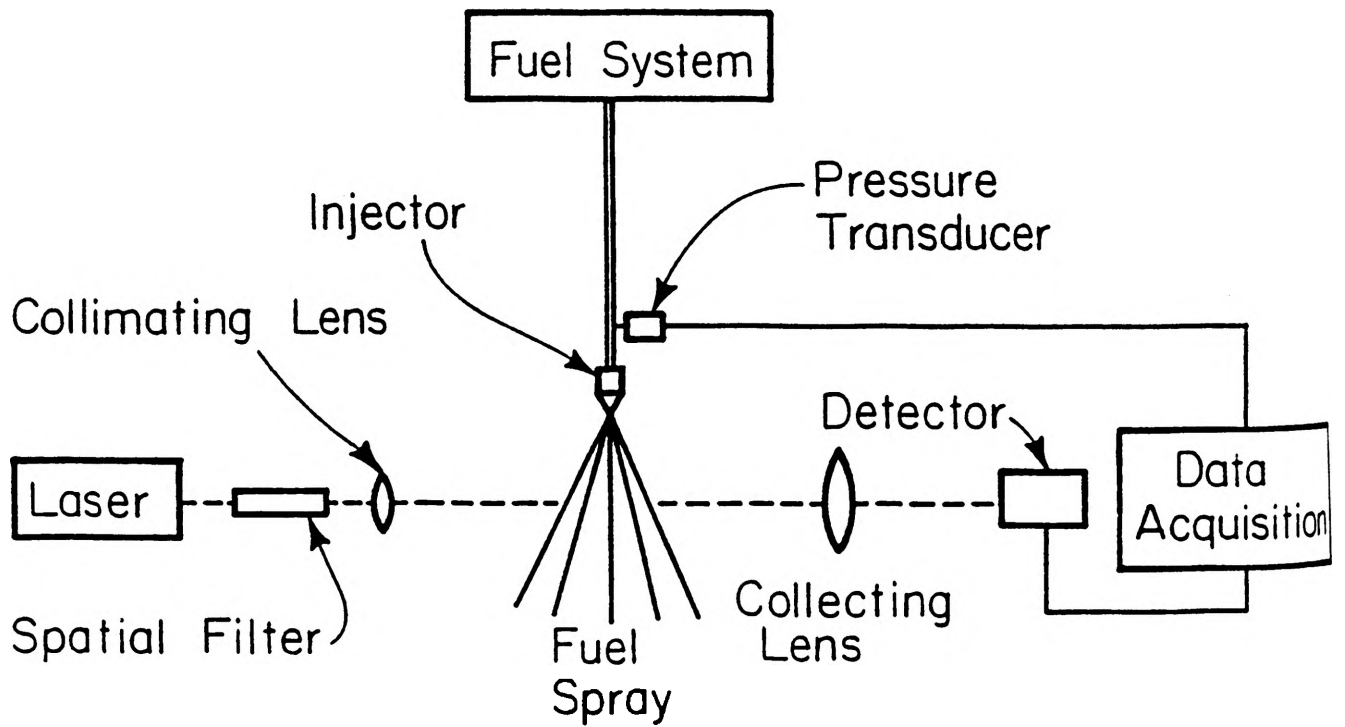 Fuel System
Pressure
Transducer
Injector
Collimating Lens
Detector
Laser
Data
Acquisition
Spatial Filter
Collecting
Lens
Fuel
Spray